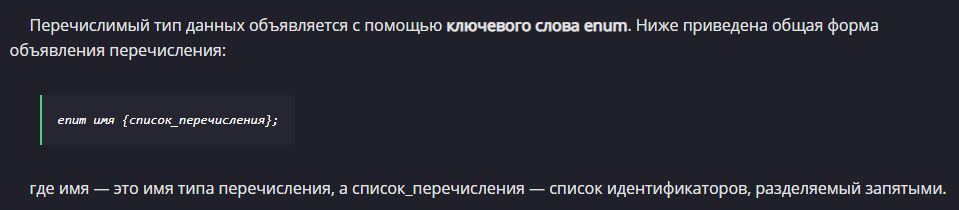 Перечислимый тип данных объявляется с помощью ключевого слова enum. Ниже приведена общая форма
объявления перечисления:
enum имя {список_перечисления};
где имя — это имя типа перечисления, а список_перечисления — список идентификаторов, разделяемый запятыми.